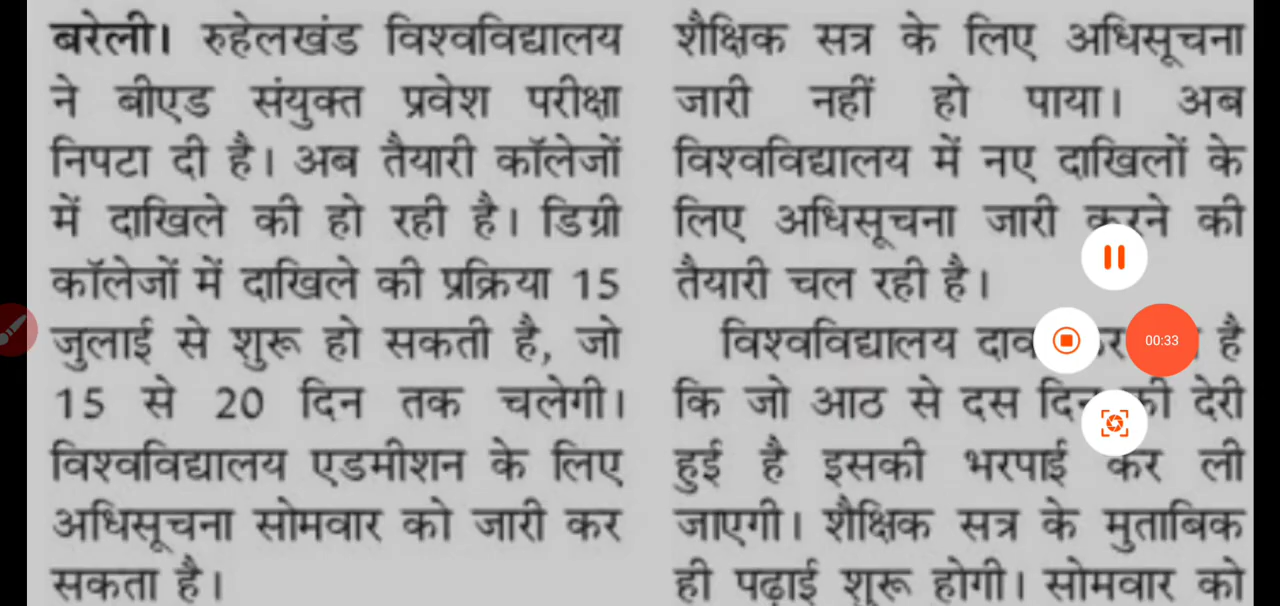 बरेली। रुहेलखंड विश्वविद्यालय
ने बीएड संयुक्त प्रवेश परीक्षा
निपटा दी है। अब तैयारी कॉलेजों
में दाखिले की हो रही है। डिग्री
कॉलेजों में दाखिले की प्रक्रिया 15
जुलाई से शुरू हो सकती है, जो
15 से 20 दिन तक चलेगी।
विश्वविद्यालय एडमीशन के लिए
अधिसूचना सोमवार को जारी कर
सकता है।
शैक्षिक सत्र के लिए अधिसूचना
जारी नहीं हो पाया। अब
विश्वविद्यालय में नए दाखिलों के
लिए अधिसूचना जारी करने की
तैयारी चल रही है।
विश्वविद्यालय है
कि जो आठ से दस की देरी
हुई है इसकी भरपाई कर ली
जाएगी। शैक्षिक सत्र के मुताबिक
ही पढ़ाई शुरू होगी। सोमवार को
00:33